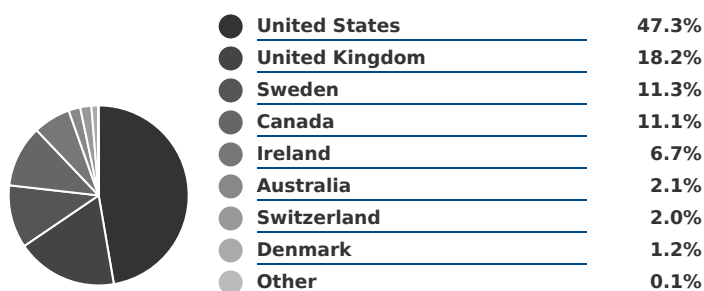 United States 47.3%
United Kingdom 18.2%
Sweden 11.3%
Canada 11.1%
Ireland 6.7%
Australia 2.1%
Switzerland 2.0%
Denmark 1.2%
Other 0.1%